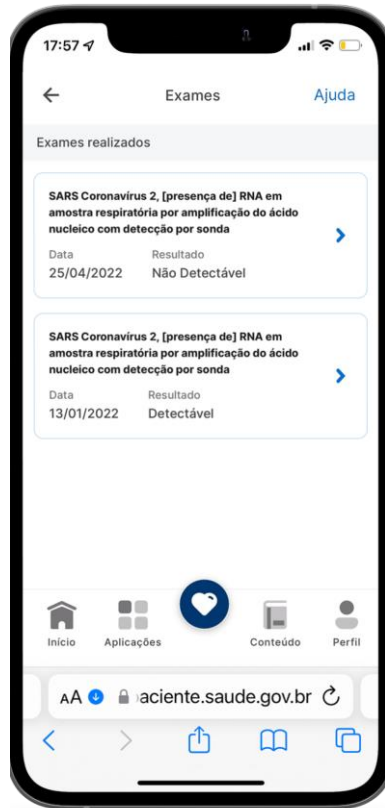 17:57
Exames
Ajuda
Exames realizados
SARS Coronavírus 2, [presença de] RNA em
amostra respiratória por amplificação do ácido
nucleico com detecção por sonda
Data Resultado
25/04/2022 Não Detectável
SARS Coronavírus 2, [presença de] RNA em
amostra respiratória por amplificação do ácido
nucleico com detecção por sonda
Data Resultado
13/01/2022 Detectável
Início Aplicações Conteúdo Perfil
AA aciente.saude.gov.br